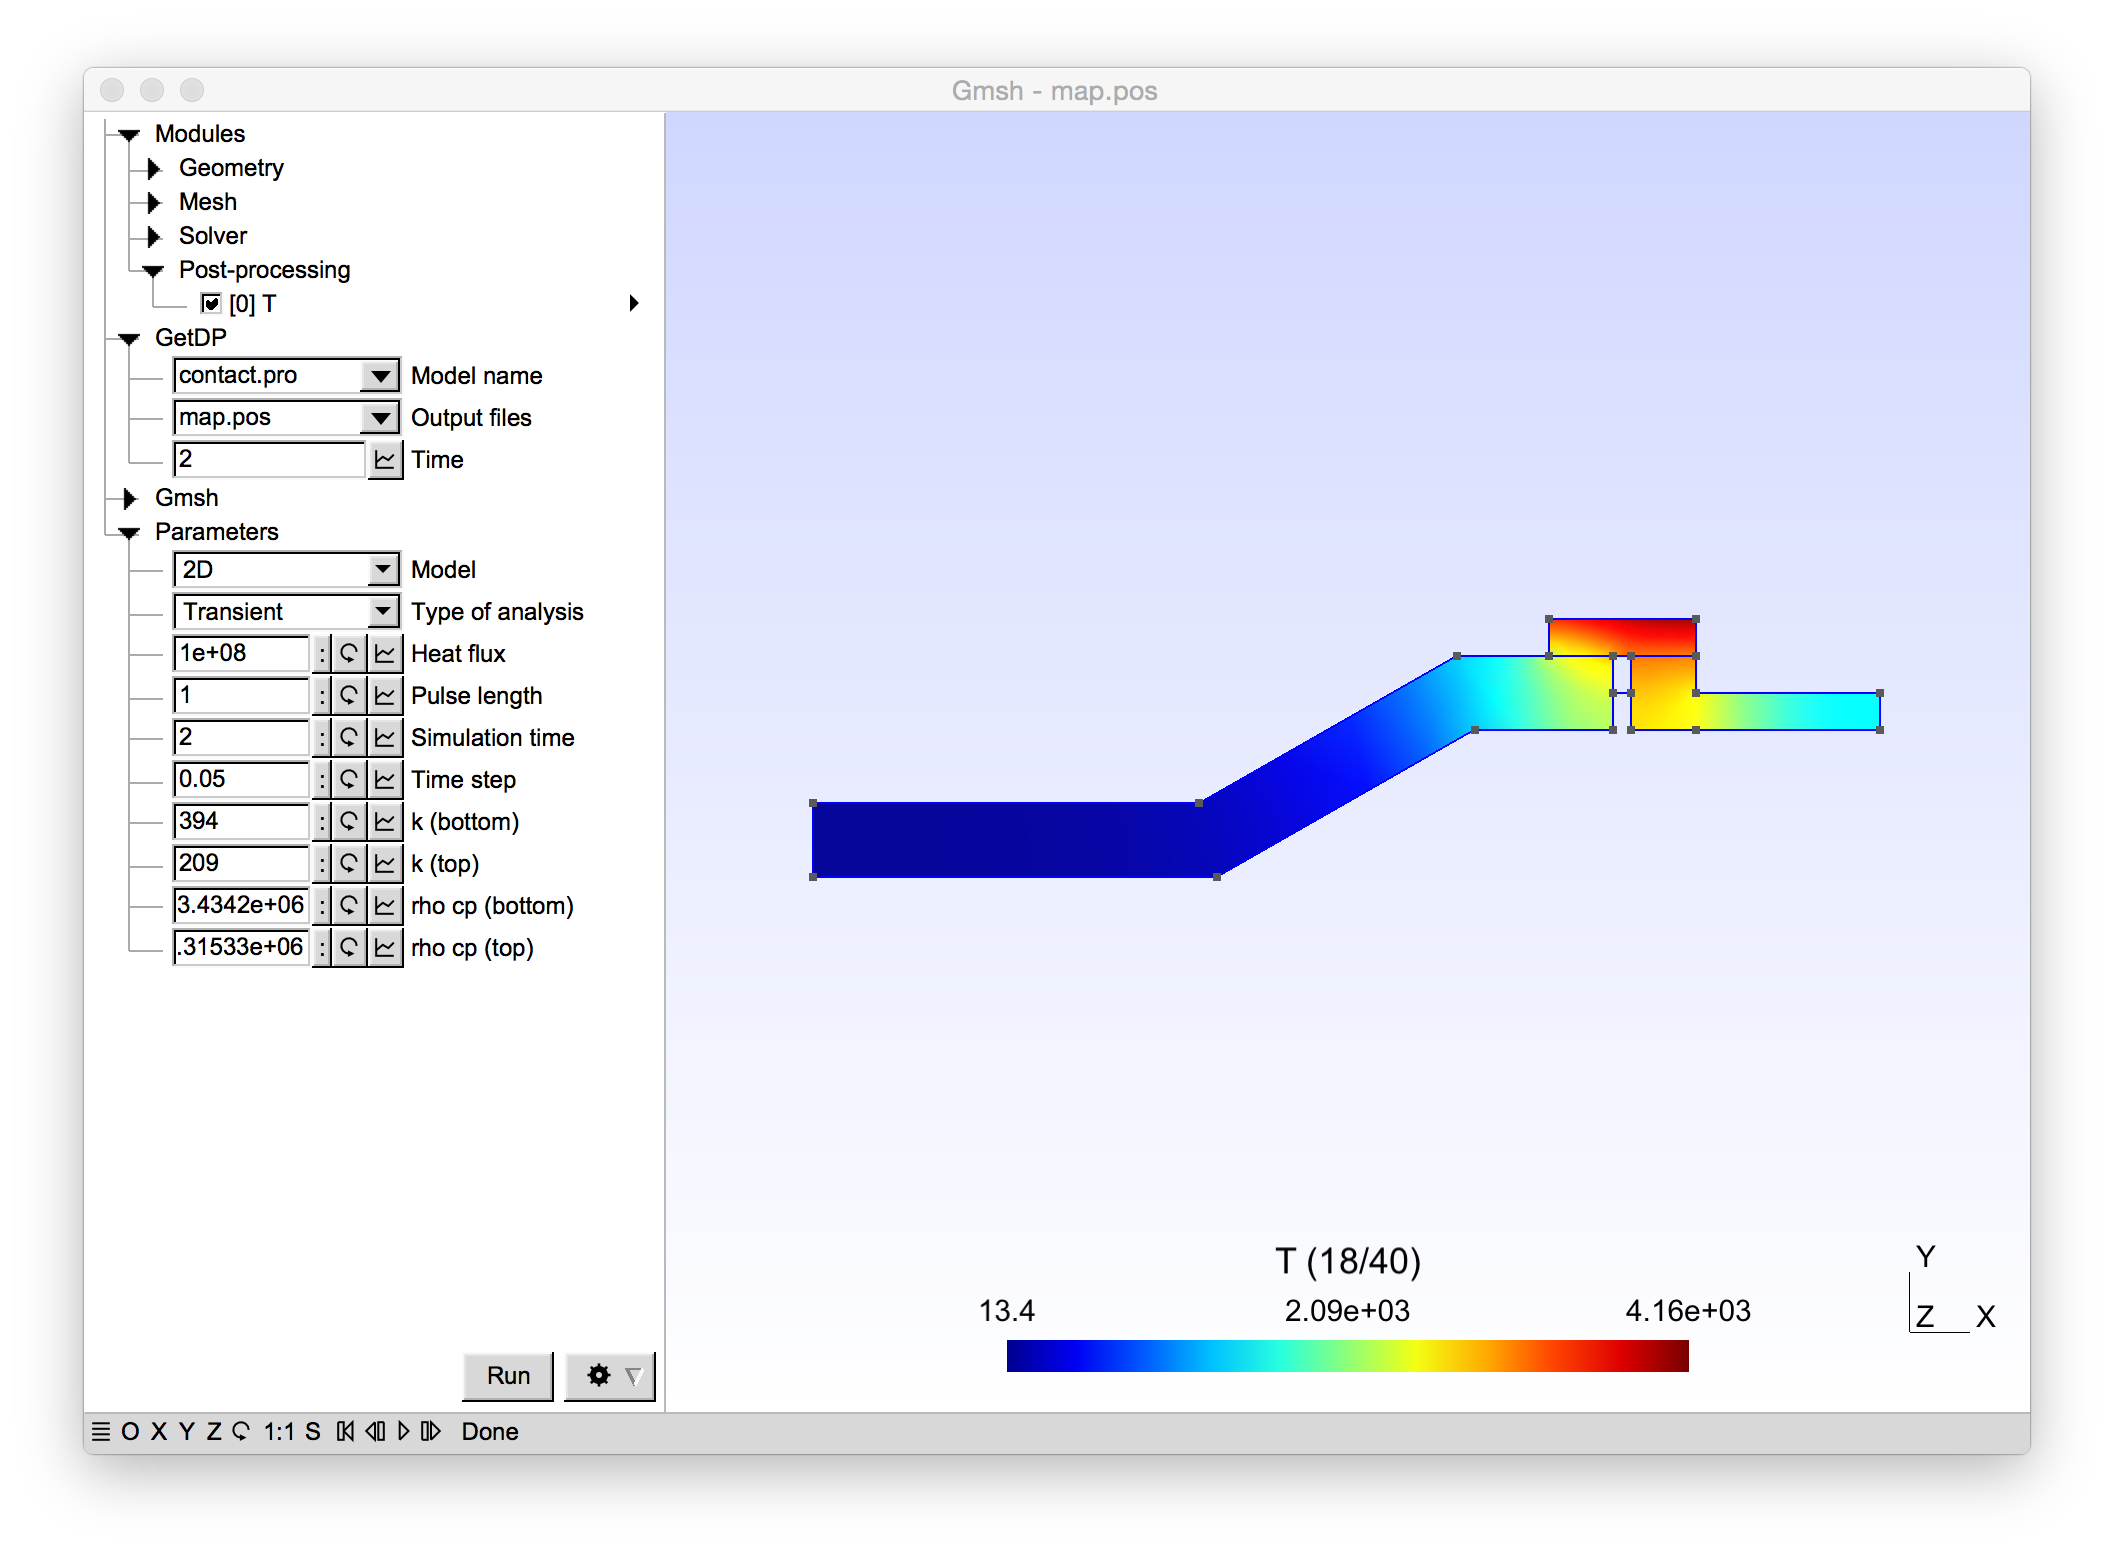 Gmsh - map.pos
Modules
Geometry
Mesh
Solver
Post-processing
[0] T
GetDP
contact.pro Model name
map.pos Output files
2 Time
Gmsh
Parameters
2D Model
Transient Type of analysis
1e+08 : Heat flux
1 : Pulse length
2 : Simulation time
0.05 : Time step
394 : k (bottom)
209 : k (top)
3.4342e+06 : rho cp (bottom)
.31533e+06 : rho cp (top)
T (18/40)
13.4 2.09e+03 4.16e+03
Y
Z X
Run
O X Y Z 1:1 S Done